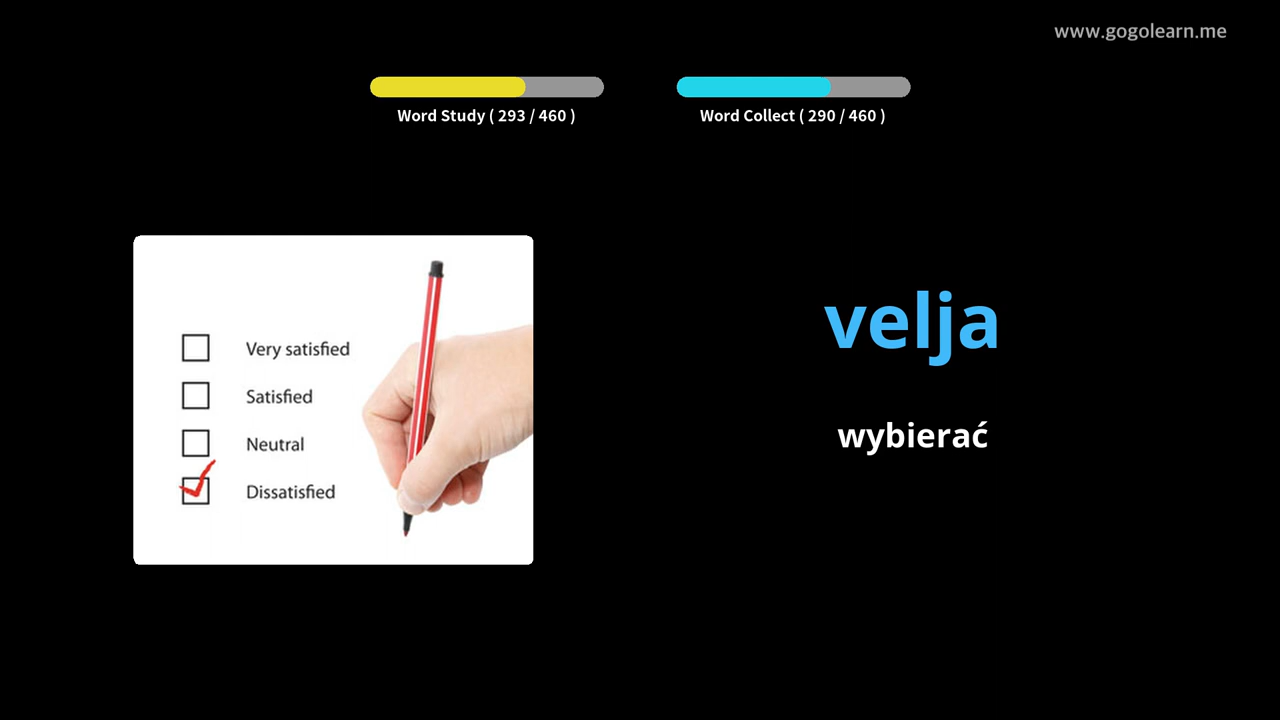 www.gogolearn.me
Word Study ( 293 / 460 )
Word Collect ( 290 / 460 )
Very satisfied
Satisfied
Neutral
Dissatisfied
velja
wybierać